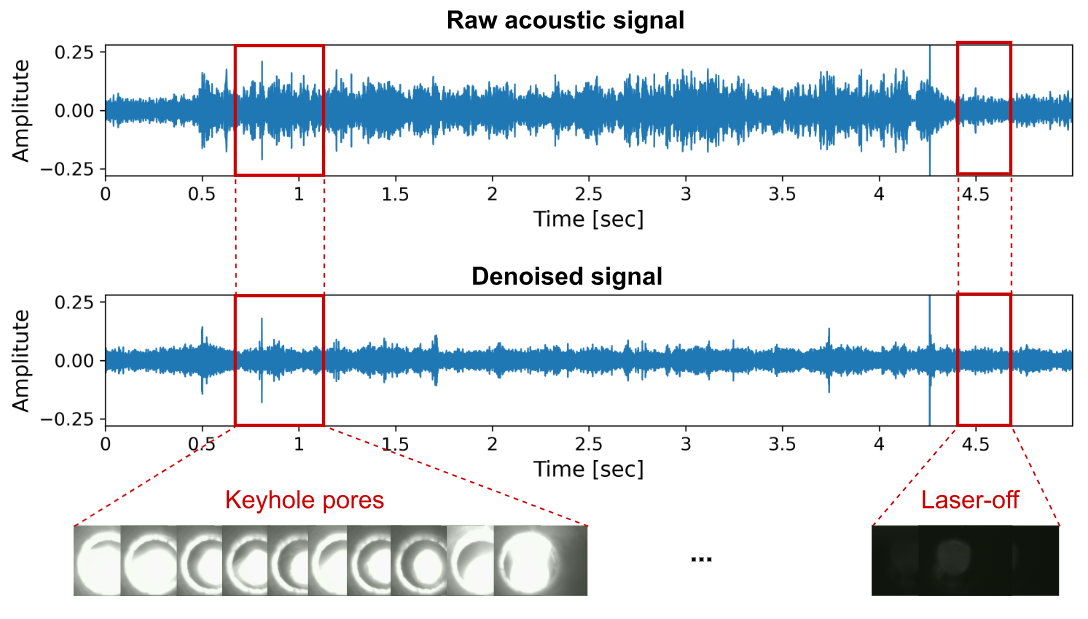 Raw acoustic signal
Amplitude
0.25
0.00
−0.25
0 0.5 1 1.5 2 2.5 3 3.5 4 4.5
Time [sec]
Denoised signal
Amplitude
0.25
0.00
−0.25
0 0.5 1 1.5 2 2.5 3 3.5 4 4.5
Time [sec]
Keyhole pores
Laser-off
...